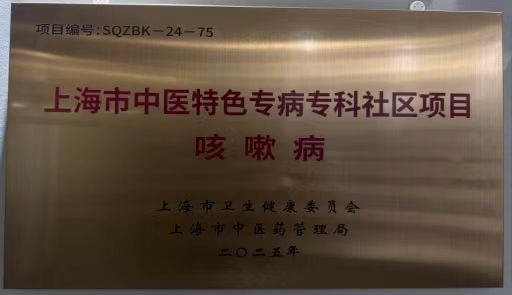 项目编号:SQZBK-24-75
上海市中医特色专病专科社区项目
咳嗽病
上海市卫生健康委员会
上海市中医药管理局
二〇二五年